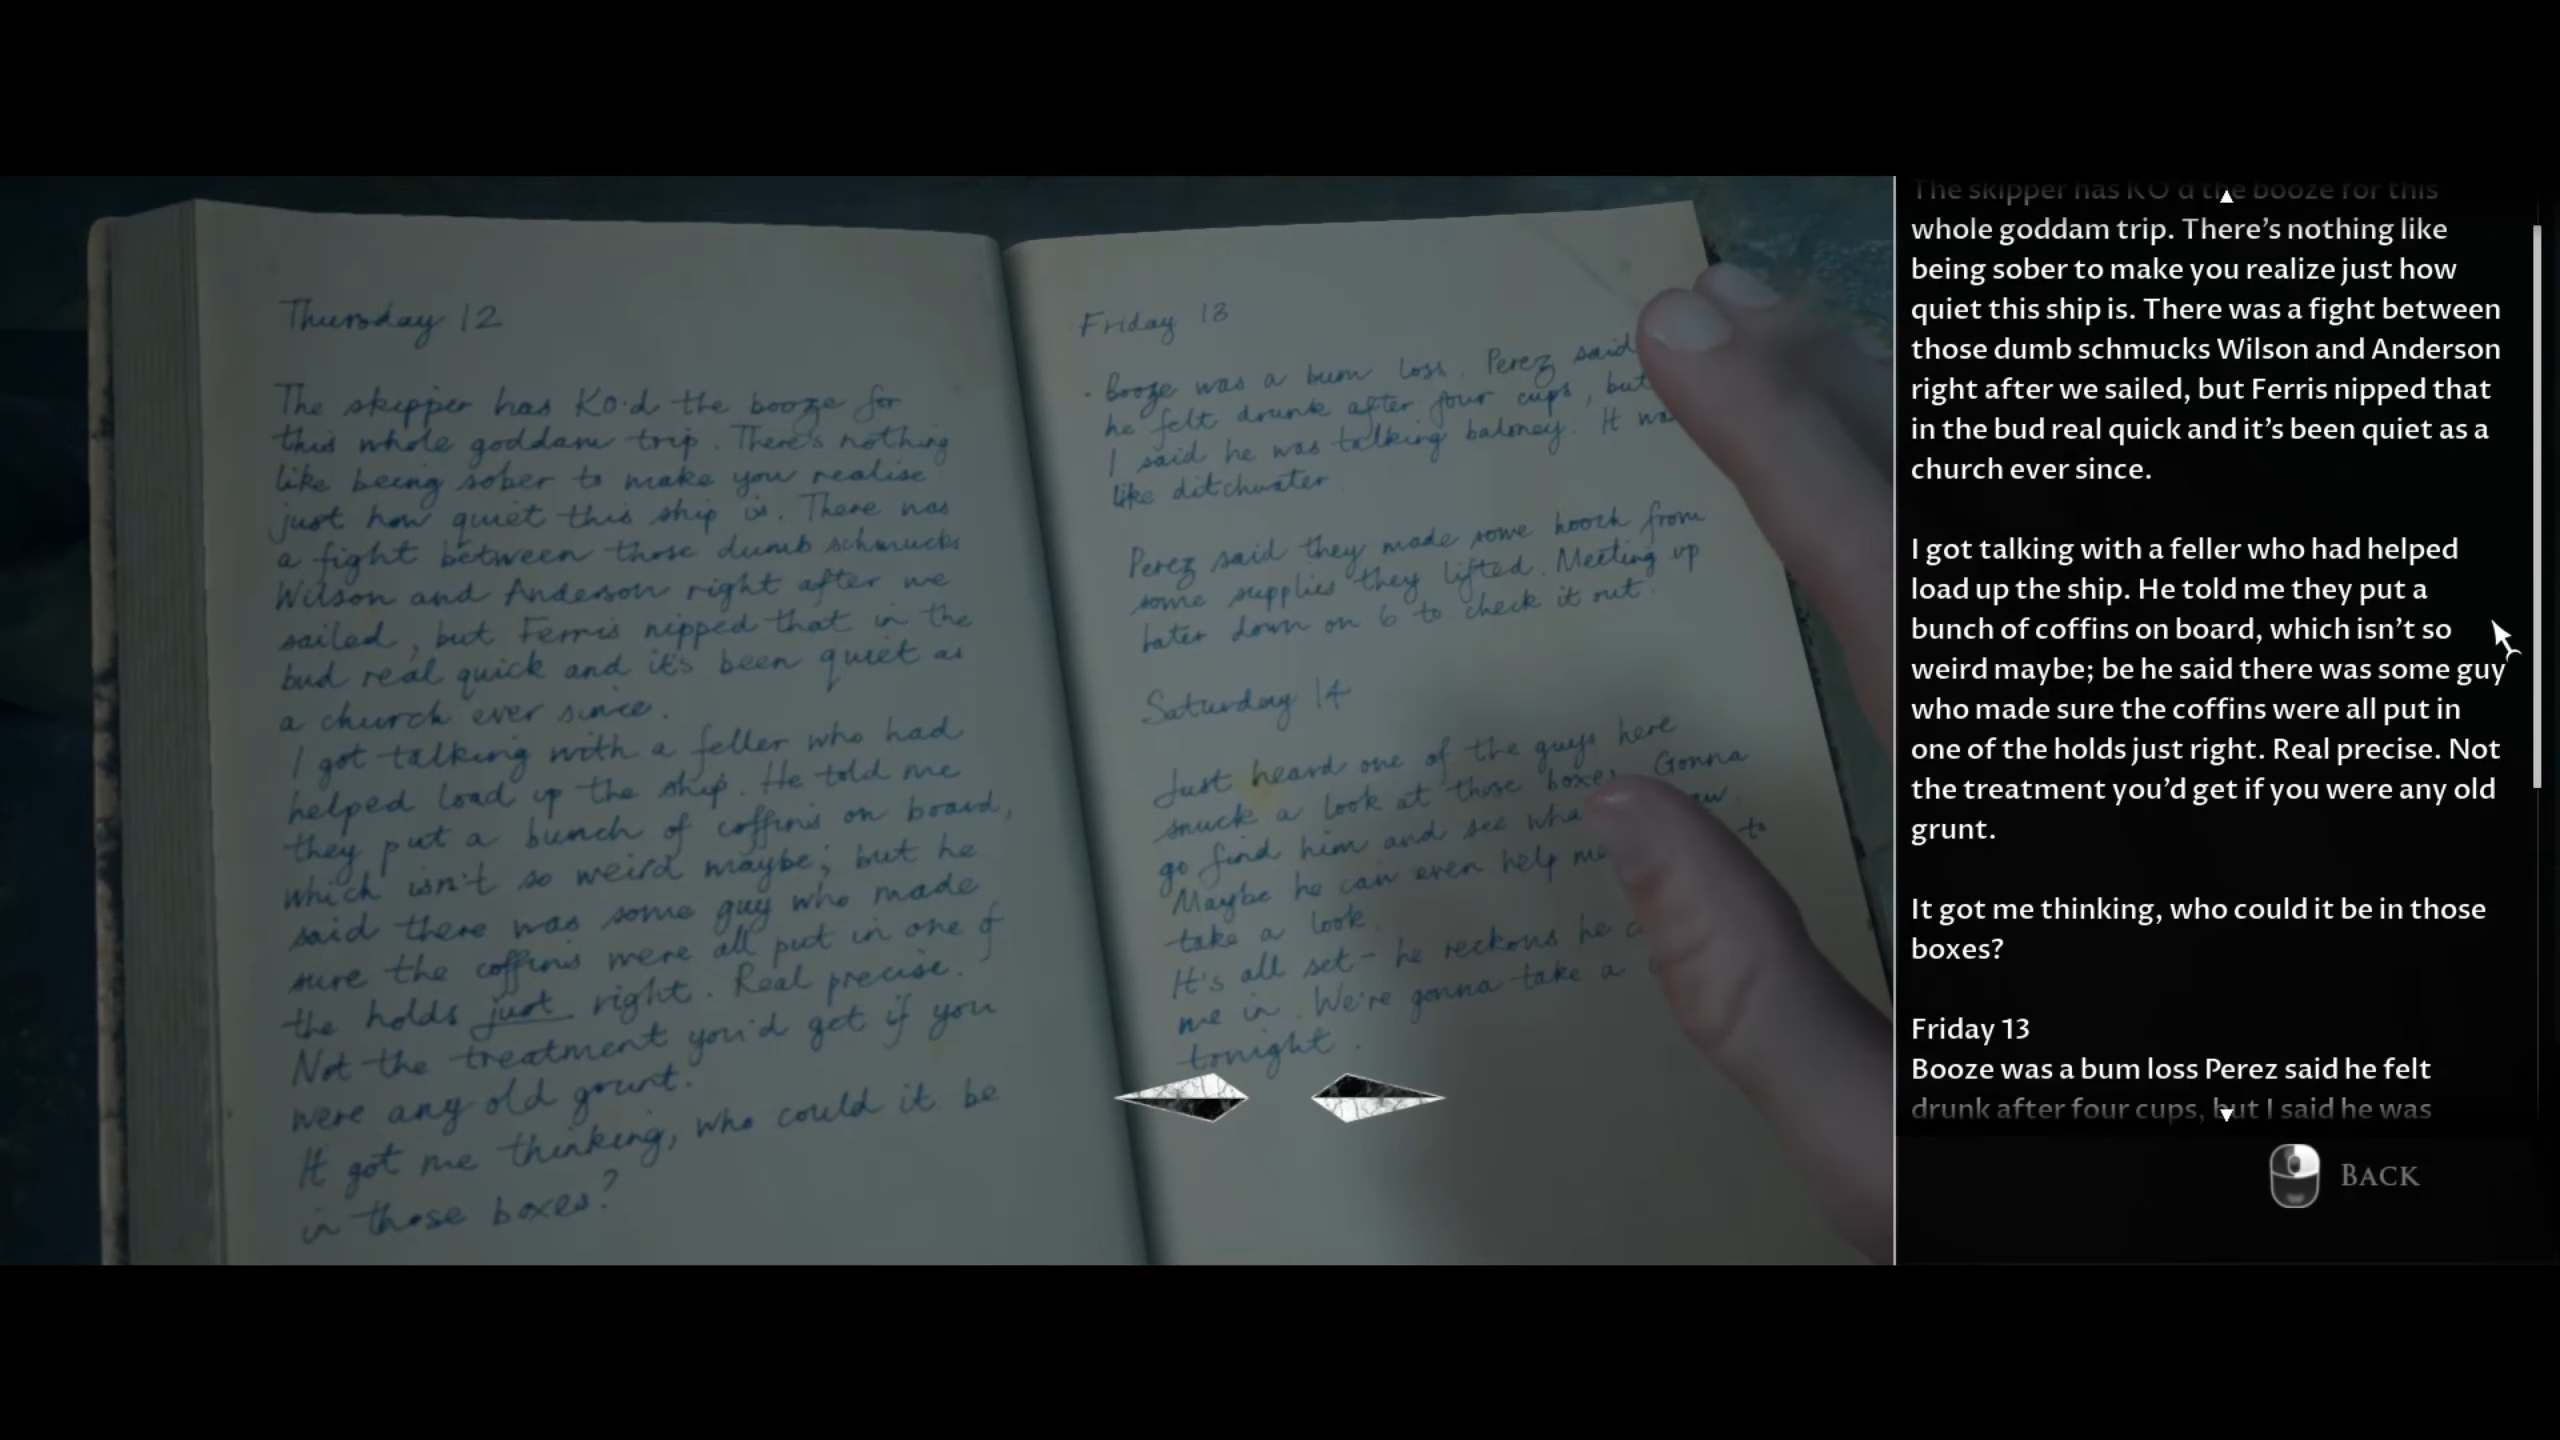 Thursday 12
The skipper has KO'd the booze for
this whole goddam trip. There's nothing
like being sober to make you realise
just how quiet this ship is. There was
a fight between those dumb schmucks
Wilson and Anderson right after we
sailed, but Ferris nipped that in the
bud real quick and it's been quiet as
a church ever since.
I got talking with a feller who had
helped load up the ship. He told me
they put a bunch of coffins on board,
which isn't so weird maybe; but he
said there was some guy who made
sure the coffins were all put in one of
the holds just right. Real precise.
Not the treatment you'd get if you
were any old grunt.
It got me thinking, who could it be
in those boxes?
Friday 13
Booze was a bum loss. Perez said
he felt drunk after four cups, but
I said he was talking baloney. It was
like ditchwater.
Perez said they made some hooch from
some supplies they lifted. Meeting up
later down on 6 to check it out.
Saturday 14
Just heard one of the guys here
snuck a look at those boxes. Gonna
go find him and see
Maybe he can even help me to
take a look.
It's all set - he reckons he
me in. We're gonna take a
tonight.
The skipper has KO'd the booze for this
whole goddam trip. There's nothing like
being sober to make you realize just how
quiet this ship is. There was a fight between
those dumb schmucks Wilson and Anderson
right after we sailed, but Ferris nipped that
in the bud real quick and it's been quiet as a
church ever since.
I got talking with a feller who had helped
load up the ship. He told me they put a
bunch of coffins on board, which isn't so
weird maybe; be he said there was some guy
who made sure the coffins were all put in
one of the holds just right. Real precise. Not
the treatment you'd get if you were any old
grunt.
It got me thinking, who could it be in those
boxes?
Friday 13
Booze was a bum loss Perez said he felt
drunk after four cups, but I said he was
BACK